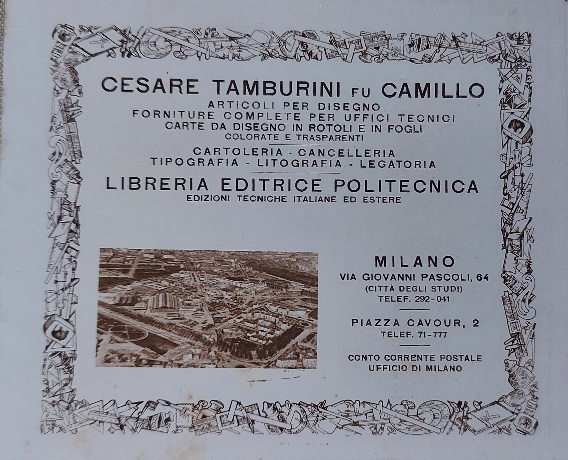 CESARE TAMBURINI FU CAMILLO
ARTICOLI PER DISEGNO
FORNITURE COMPLETE PER UFFICI TECNICI
CARTE DA DISEGNO IN ROTOLI E IN FOGLI
COLORATE E TRASPARENTI
CARTOLERIA - CANCELLERIA
TIPOGRAFIA - LITOGRAFIA - LEGATORIA
LIBRERIA EDITRICE POLITECNICA
EDIZIONI TECNICHE ITALIANE ED ESTERE
MILANO
VIA GIOVANNI PASCOLI, 64
(CITTÀ DEGLI STUDI)
TELEF. 292-041
PIAZZA CAVOUR, 2
TELEF. 71-777
CONTO CORRENTE POSTALE
UFFICIO DI MILANO